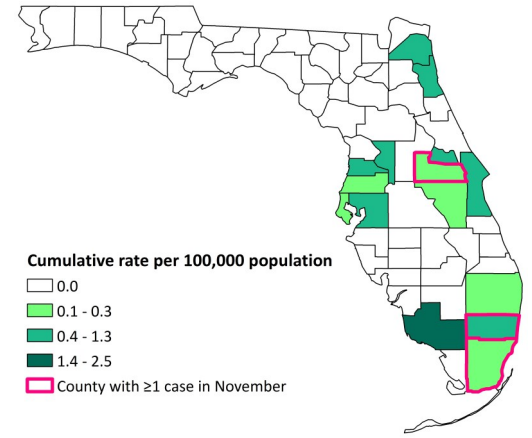 Cumulative rate per 100,000 population
0.0
0.1 - 0.3
0.4 - 1.3
1.4 - 2.5
County with ≥1 case in November